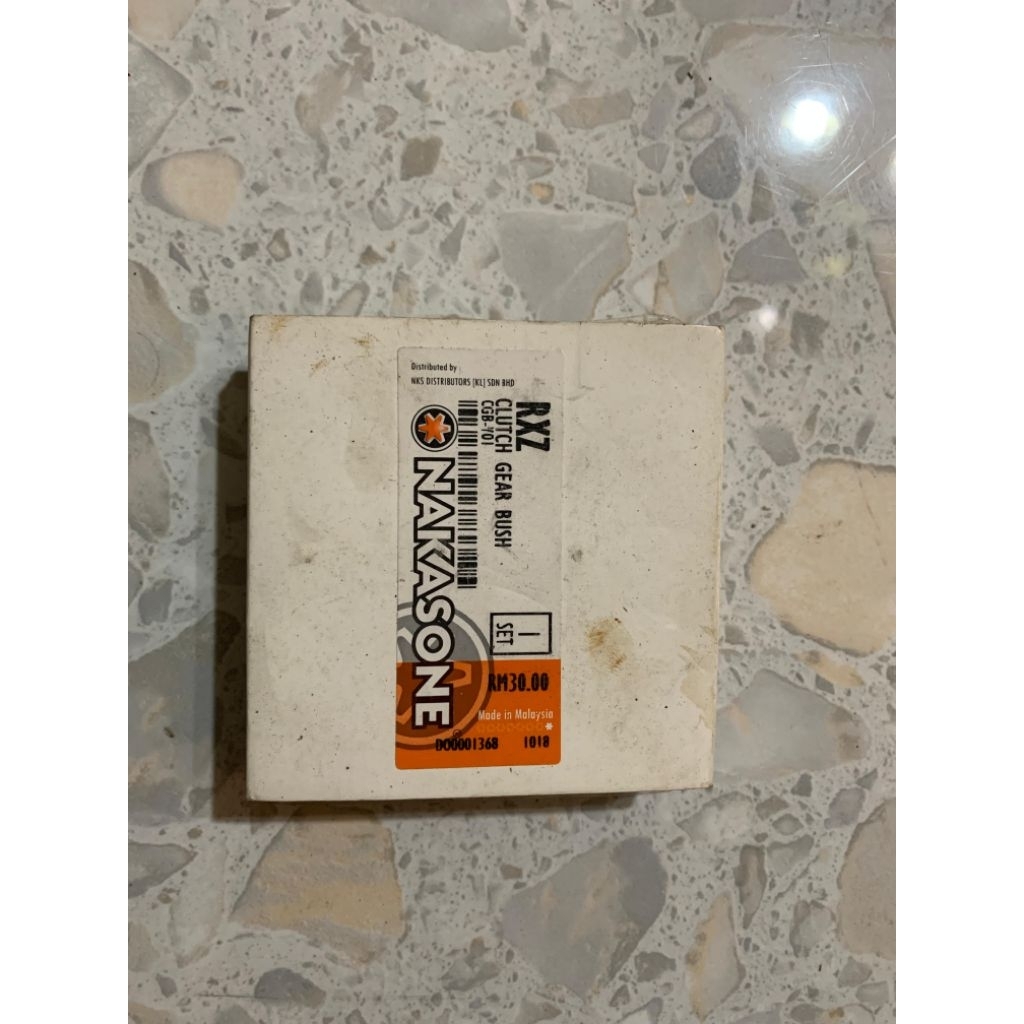 Distributed by :
NKS DISTRIBUTORS [KL] SDN BHD
RXZ
CLUTCH GEAR BUSH
CGB-Y01
NAKASONE
1
SET
RM30.00
Made in Malaysia
D00001368 1018